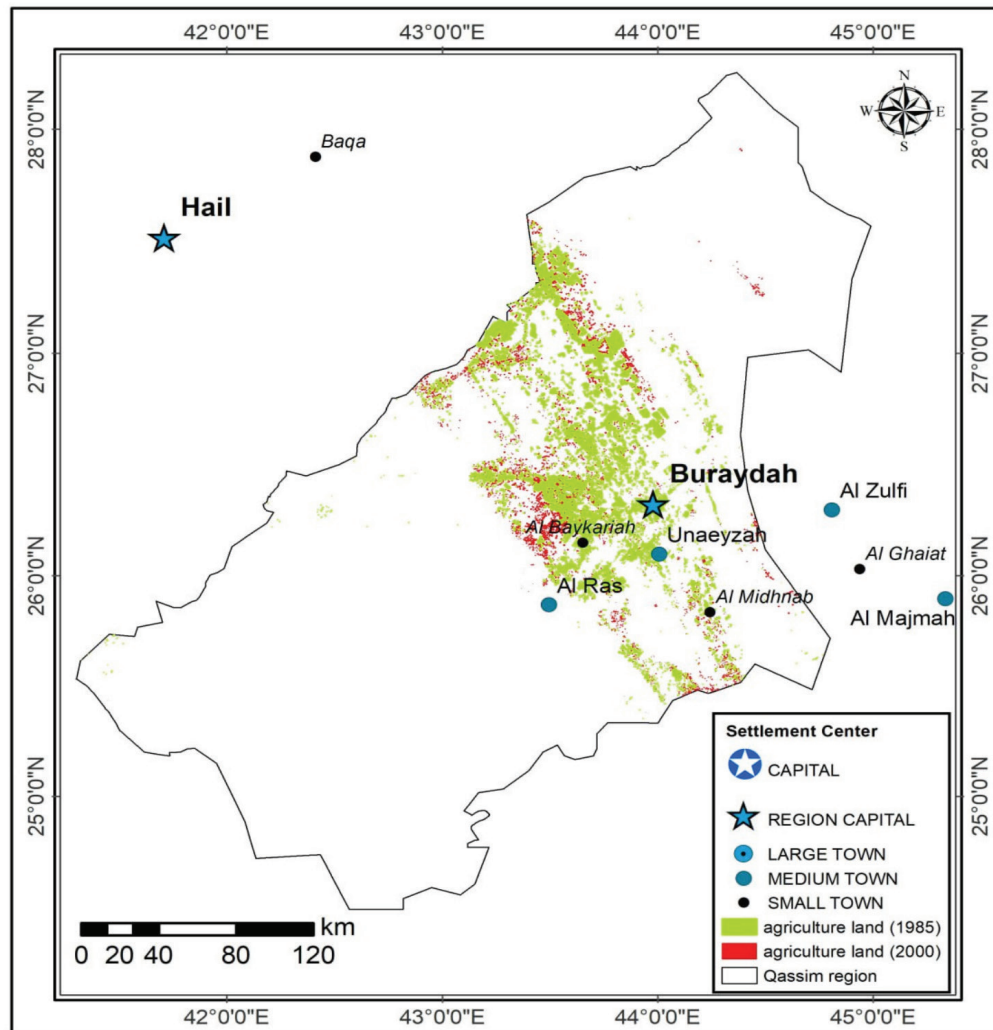 42°0'0"E 43°0'0"E 44°0'0"E 45°0'0"E
28°0'0"N
28°0'0"N
N
W E
S
Baqa
Hail
27°0'0"N
27°0'0"N
Buraydah
Al Zulfi
Al Baykariah
Unaeyzah
Al Ghaiat
26°0'0"N
26°0'0"N
Al Ras
Al Midhnab
Al Majmah
25°0'0"N
25°0'0"N
Settlement Center
CAPITAL
REGION CAPITAL
LARGE TOWN
MEDIUM TOWN
SMALL TOWN
agriculture land (1985)
agriculture land (2000)
Qassim region
km
0 20 40 80 120
42°0'0"E 43°0'0"E 44°0'0"E 45°0'0"E